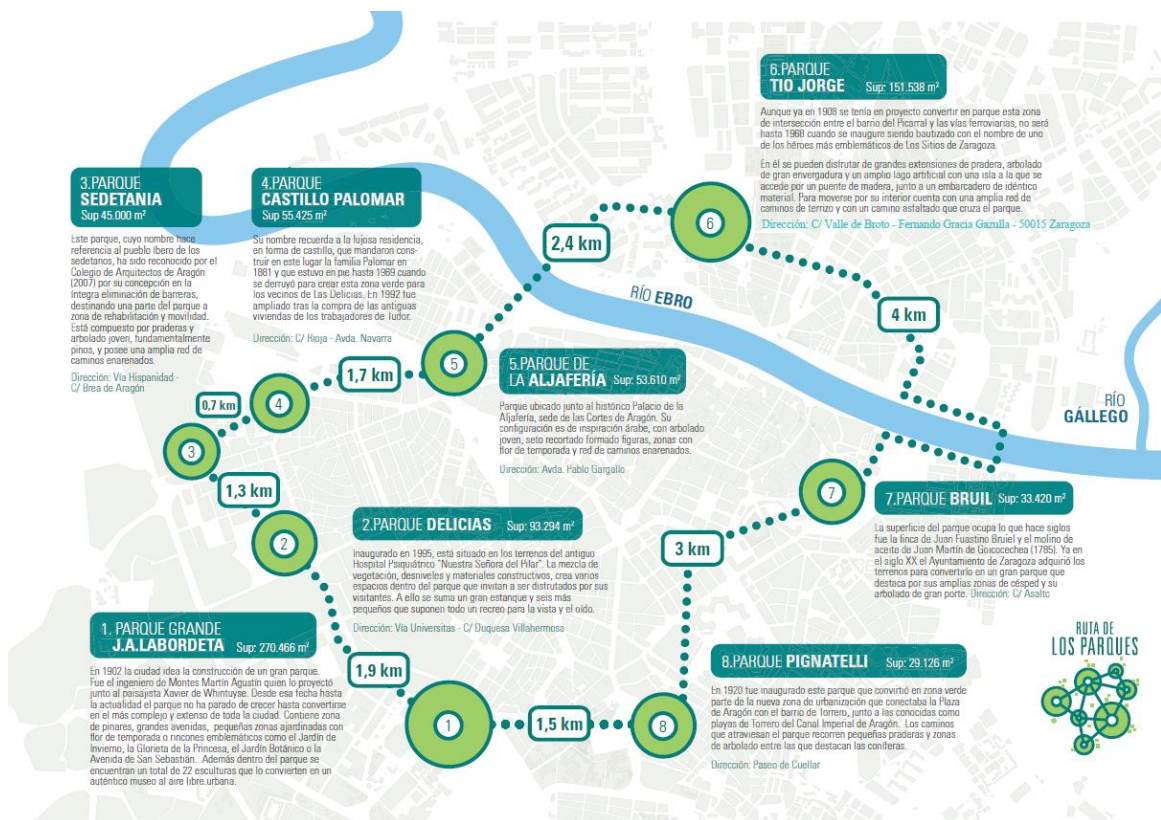 6.PARQUE
TIO JORGE Sup: 151.538 m²
Aunque ya en 1908 se tenía en proyecto convertir en parque esta zona
de intersección entre el barrio del Picarral y las vías ferroviarias, no será
hasta 1968 cuando se inaugure siendo bautizado con el nombre de uno
de los héroes más emblemáticos de Los Sitios de Zaragoza.
En él se pueden disfrutar de grandes extensiones de pradera, arbolado
de gran envergadura y un amplio lago artificial con una isla a la que se
accede por un puente de madera, junto a un embarcadero de idéntico
material. Para moverse por su interior cuenta con una amplia red de
caminos de terrizo y con un camino asfaltado que cruza el parque.
Dirección: C/ Valle de Broto - Fernando Gracia Gazulla - 50015 Zaragoza
3.PARQUE
SEDETANIA
Sup 45.000 m²
Este parque, cuyo nombre hace
referencia al pueblo íbero de los
sedetanos, ha sido reconocido por el
Colegio de Arquitectos de Aragón
(2007) por su concepción en la
íntegra eliminación de barreras,
destinando una parte del parque a
zona de rehabilitación y movilidad.
Está compuesto por praderas y
arbolado joven, fundamentalmente
pinos, y posee una amplia red de
caminos enarenados.
Dirección: Vía Hispanidad -
C/ Brea de Aragón
4.PARQUE
CASTILLO PALOMAR
Sup 55.425 m²
Su nombre recuerda a la lujosa residencia,
en forma de castillo, que mandaron cons-
truir en este lugar la familia Palomar en
1881 y que estuvo en pie hasta 1969 cuando
se derruyó para crear esta zona verde para
los vecinos de Las Delicias. En 1992 fue
ampliado tras la compra de las antiguas
viviendas de los trabajadores de Tudor.
Dirección: C/ Rioja - Avda. Navarra
6
2,4 km
RÍO EBRO
4 km
5
1,7 km
4
0,7 km
3
5.PARQUE DE
LA ALJAFERÍA Sup: 53.610 m²
Parque ubicado junto al histórico Palacio de la
Aljafería, sede de las Cortes de Aragón. Su
configuración es de inspiración árabe, con arbolado
joven, seto recortado formado figuras, zonas con
flor de temporada y red de caminos enarenados.
Dirección: Avda. Pablo Gargallo
RÍO
GÁLLEGO
1,3 km
2
7
7.PARQUE BRUIL Sup: 33.420 m²
La superficie del parque ocupa lo que hace siglos
fue la finca de Juan Fuastino Bruiel y el molino de
aceite de Juan Martín de Goicocechea (1785). Ya en
el siglo XX el Ayuntamiento de Zaragoza adquirió los
terrenos para convertirlo en un gran parque que
destaca por sus amplias zonas de césped y su
arbolado de gran porte. Dirección: C/ Asalto
2.PARQUE DELICIAS Sup: 93.294 m²
Inaugurado en 1995, está situado en los terrenos del antiguo
Hospital Psiquiátrico "Nuestra Señora del Pilar". La mezcla de
vegetación, desniveles y materiales constructivos, crea varios
espacios dentro del parque que invitan a ser disfrutados por sus
visitantes. A ello se suma un gran estanque y seis más
pequeños que suponen todo un recreo para la vista y el oído.
Dirección: Vía Universitas - C/ Duquesa Villahermosa
3 km
1. PARQUE GRANDE
J.A.LABORDETA Sup: 270.466 m²
En 1902 la ciudad idea la construcción de un gran parque.
Fue el ingeniero de Montes Martín Agustín quien lo proyectó
junto al paisajista Xavier de Whintuyse. Desde esa fecha hasta
la actualidad el parque no ha parado de crecer hasta convertirse
en el más complejo y extenso de toda la ciudad. Contiene zona
de pinares, grandes avenidas, pequeñas zonas ajardinadas con
flor de temporada o rincones emblemáticos como el Jardín de
Invierno, la Glorieta de la Princesa, el Jardín Botánico o la
Avenida de San Sebastián. Además dentro del parque se
encuentran un total de 22 esculturas que lo convierten en un
auténtico museo al aire libre.urbana.
1,9 km
1
1,5 km
8
8.PARQUE PIGNATELLI Sup: 29.126 m²
En 1920 fue inaugurado este parque que convirtió en zona verde
parte de la nueva zona de urbanización que conectaba la Plaza
de Aragón con el barrio de Torrero, junto a las conocidas como
playas de Torrero del Canal Imperial de Aragón. Los caminos
que atraviesan el parque recorren pequeñas praderas y zonas
de arbolado entre las que destacan las coníferas.
Dirección: Paseo de Cuellar
RUTA DE
LOS PARQUES